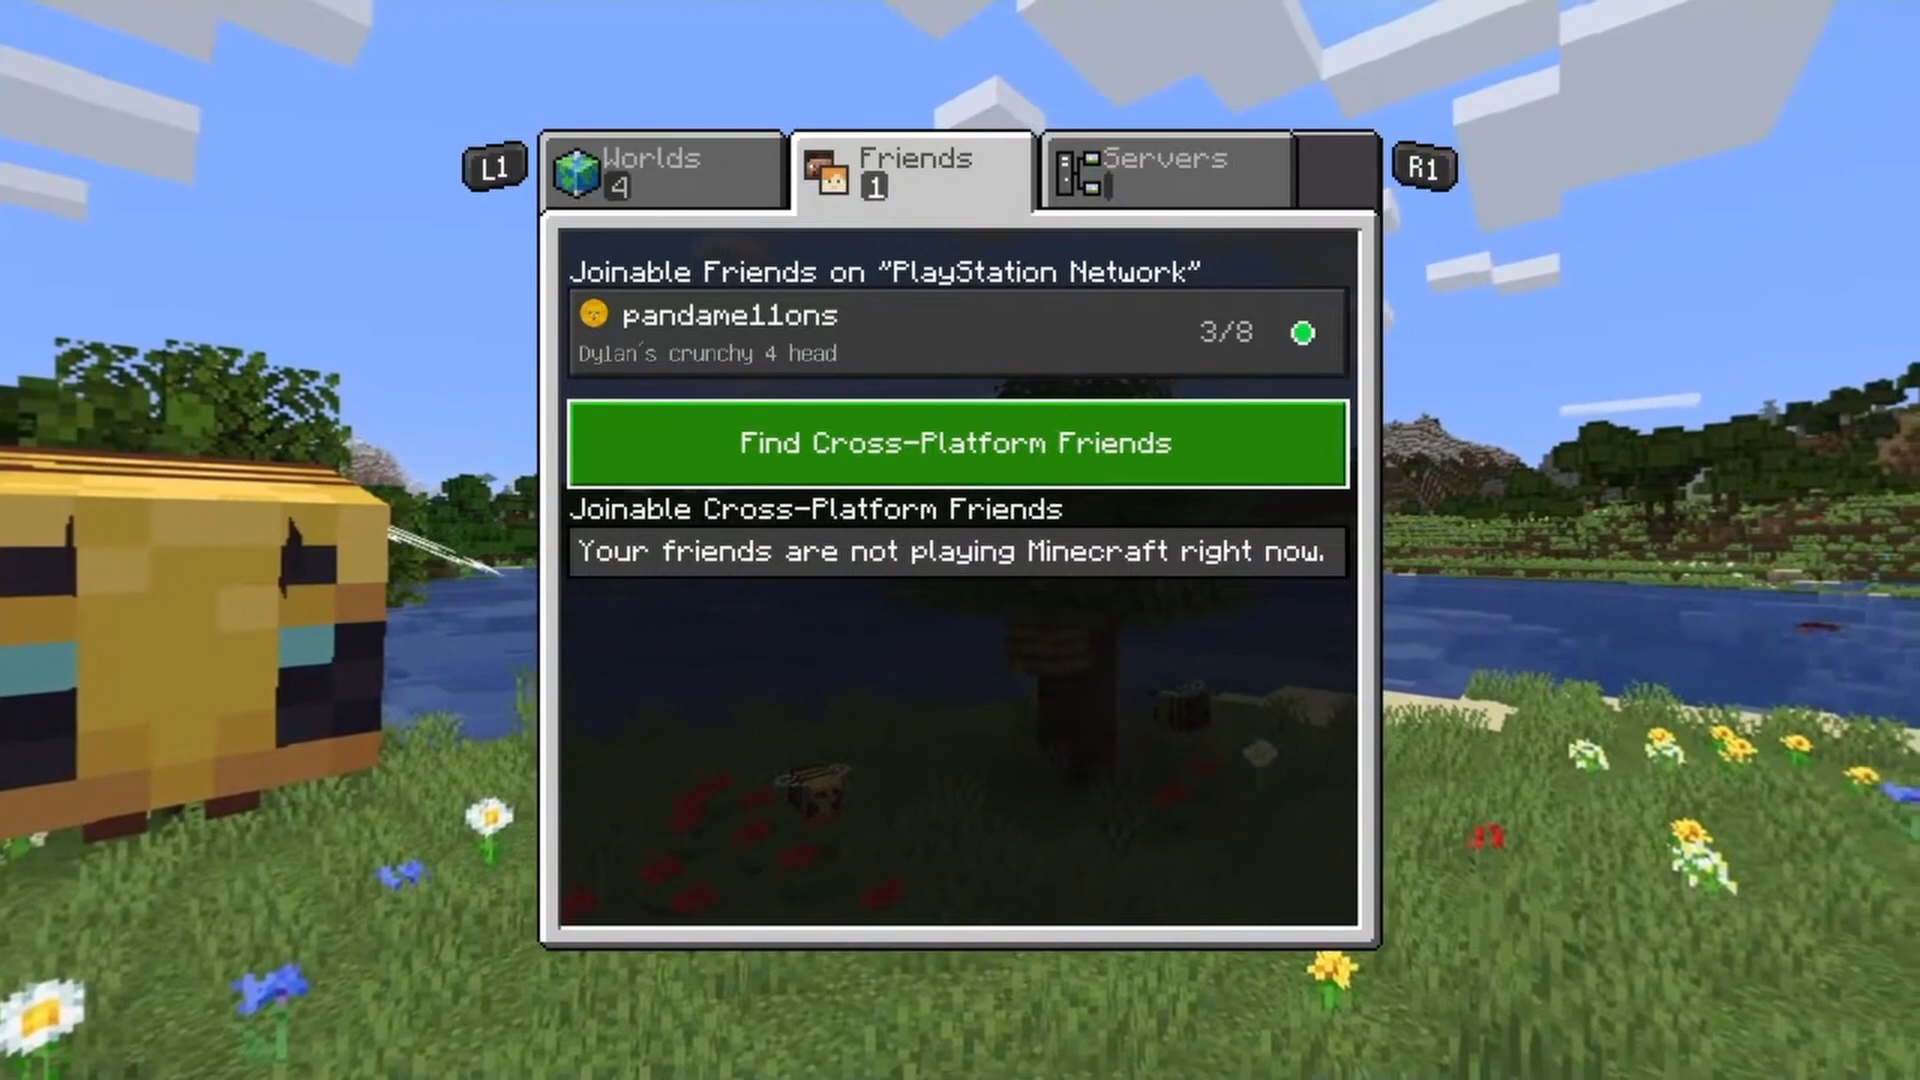 L1
Worlds
4
Friends
1
Servers
R1
Joinable Friends on "PlayStation Network"
pandame11ons
3/8
Dylan's crunchy 4 head
Find Cross-Platform Friends
Joinable Cross-Platform Friends
Your friends are not playing Minecraft right now.